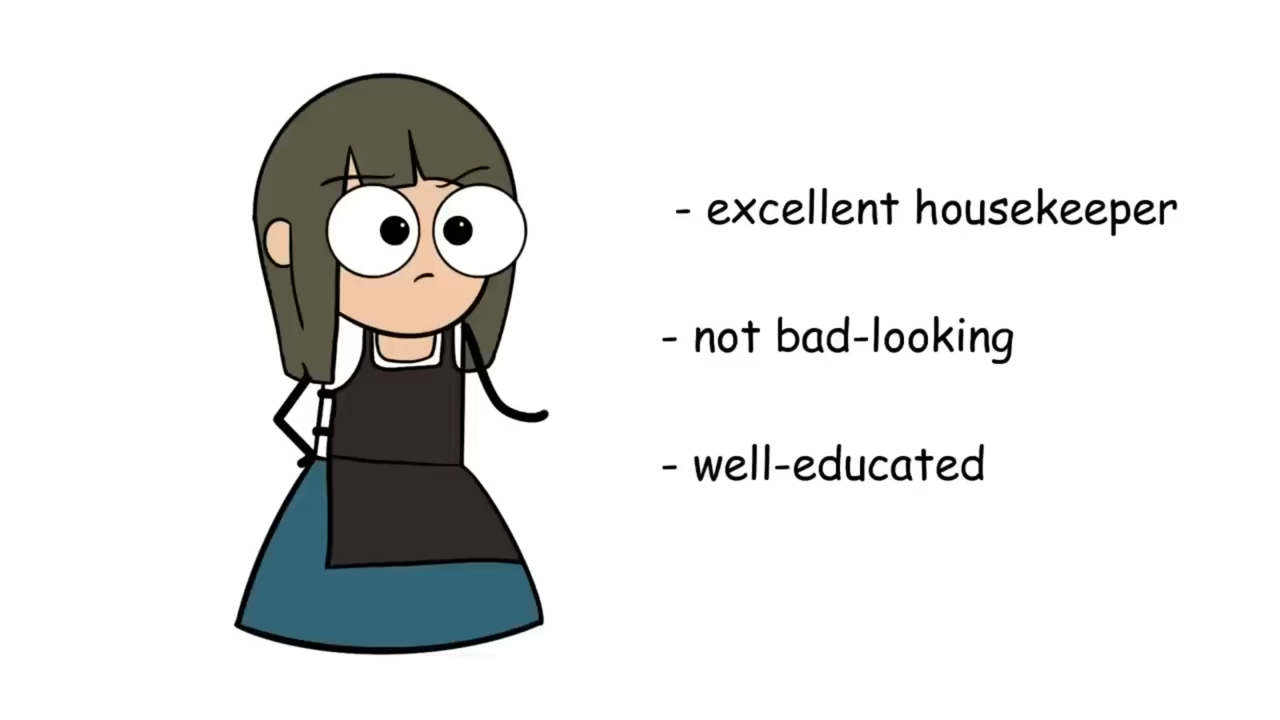 - excellent housekeeper
- not bad-looking
- well-educated